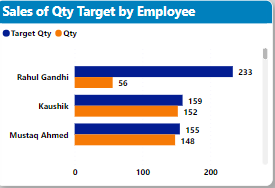 Sales of Qty Target by Employee
Target Qty Qty
Rahul Gandhi 233
56
Kaushik 159
152
Mustaq Ahmed 155
148
0 100 200